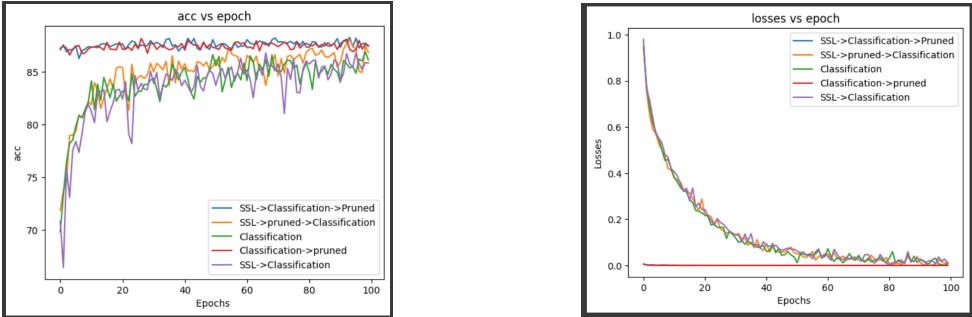 acc vs epoch
acc
85
80
75
70
SSL->Classification->Pruned
SSL->pruned->Classification
Classification
Classification->pruned
SSL->Classification
0
20
40
60
80
100
Epochs
losses vs epoch
Losses
1.0
0.8
0.6
0.4
0.2
0.0
SSL->Classification->Pruned
SSL->pruned->Classification
Classification
Classification->pruned
SSL->Classification
0
20
40
60
80
100
Epochs